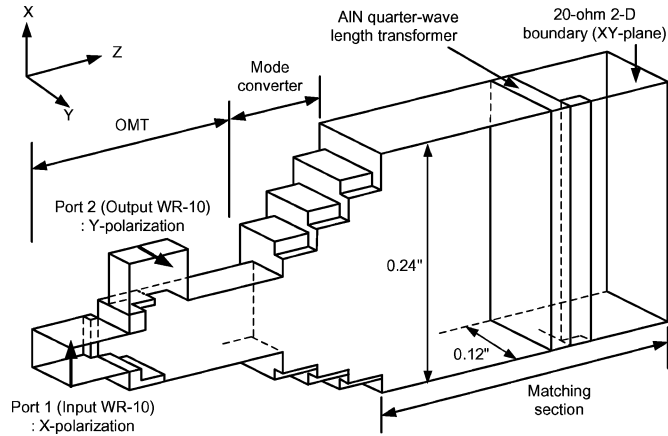 X
Z
Y
AlN quarter-wave
length transformer
20-ohm 2-D
boundary (XY-plane)
Mode
converter
OMT
Port 2 (Output WR-10)
: Y-polarization
0.24"
0.12"
Matching
section
Port 1 (Input WR-10)
: X-polarization